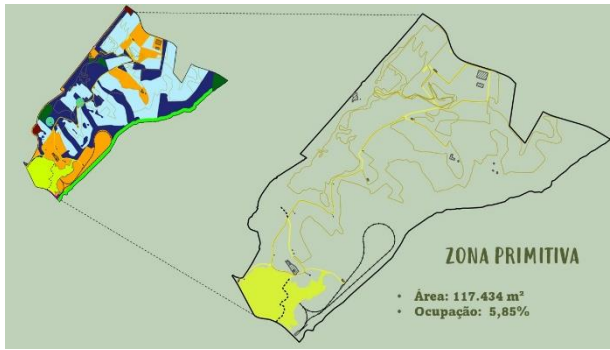 ZONA PRIMITIVA
• Área: 117.434 m²
• Ocupação: 5,85%